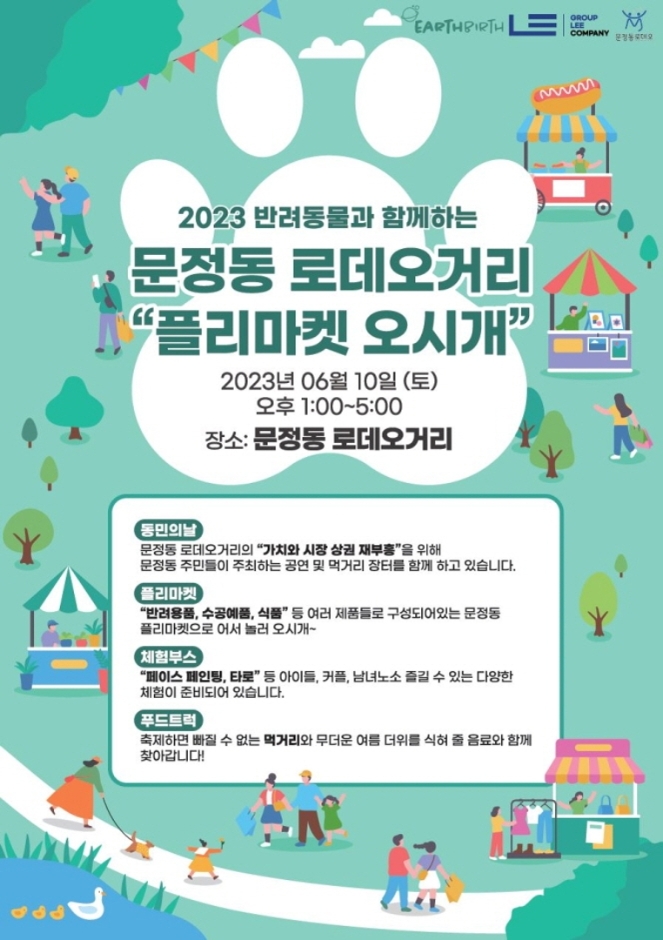 EARTHBIRTH
GROUP
LEE
COMPANY
문정동로데오
2023 반려동물과 함께하는
문정동 로데오거리
“플리마켓 오시개”
2023년 06월 10일 (토)
오후 1:00~5:00
장소: 문정동 로데오거리
동민의날
문정동 로데오거리의 “가치와 시장 상권 재부흥”을 위해
문정동 주민들이 주최하는 공연 및 먹거리 장터를 함께 하고 있습니다.
플리마켓
“반려용품, 수공예품, 식품” 등 여러 제품들로 구성되어있는 문정동
플리마켓으로 어서 놀러 오시개~
체험부스
“페이스 페인팅, 타로” 등 아이들, 커플, 남녀노소 즐길 수 있는 다양한
체험이 준비되어 있습니다.
푸드트럭
축제하면 빠질 수 없는 먹거리와 무더운 여름 더위를 식혀 줄 음료와 함께
찾아갑니다!